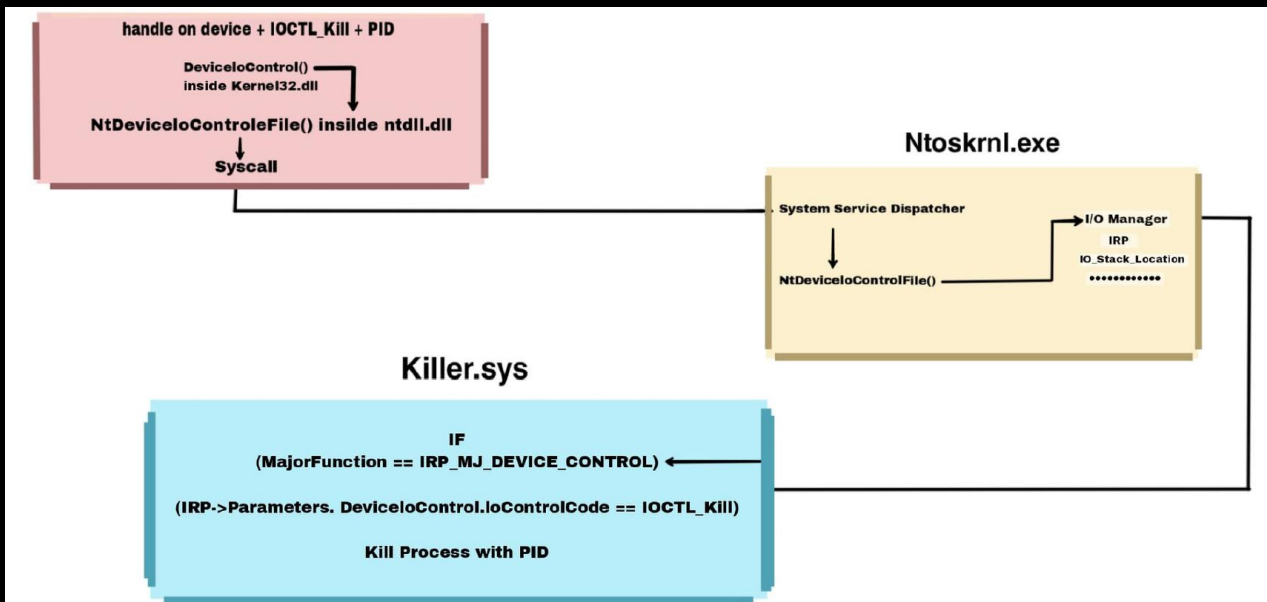 handle on device + IOCTL_Kill + PID
DeviceIoControl()
inside Kernel32.dll
NtDeviceIoControleFile() insilde ntdll.dll
Syscall
Ntoskrnl.exe
System Service Dispatcher
NtDeviceIoControlFile()
I/O Manager
IRP
IO_Stack_Location
••••••••••••
Killer.sys
IF
(MajorFunction == IRP_MJ_DEVICE_CONTROL)
(IRP->Parameters. DeviceIoControl.IoControlCode == IOCTL_Kill)
Kill Process with PID